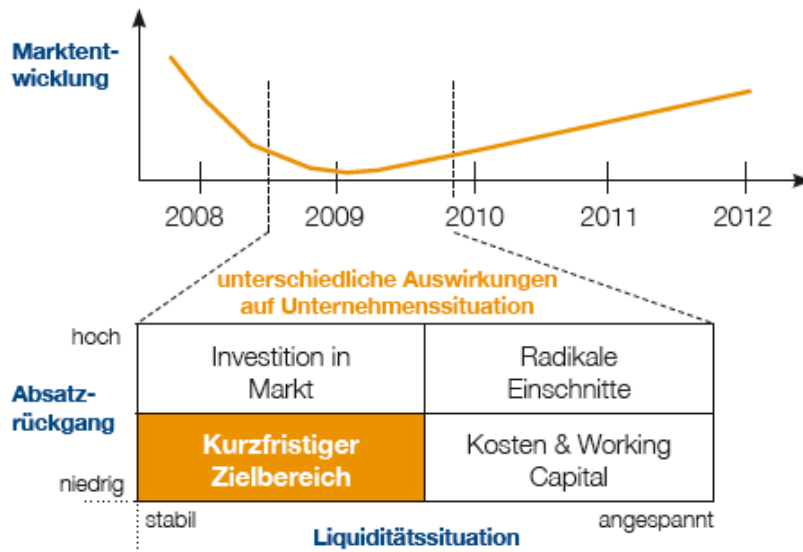 Marktent-
wicklung
2008 2009 2010 2011 2012
unterschiedliche Auswirkungen
auf Unternehmenssituation
hoch
Investition in
Markt
Radikale
Einschnitte
Absatz-
rückgang
Kurzfristiger
Zielbereich
Kosten & Working
Capital
niedrig
stabil
angespannt
Liquiditätssituation